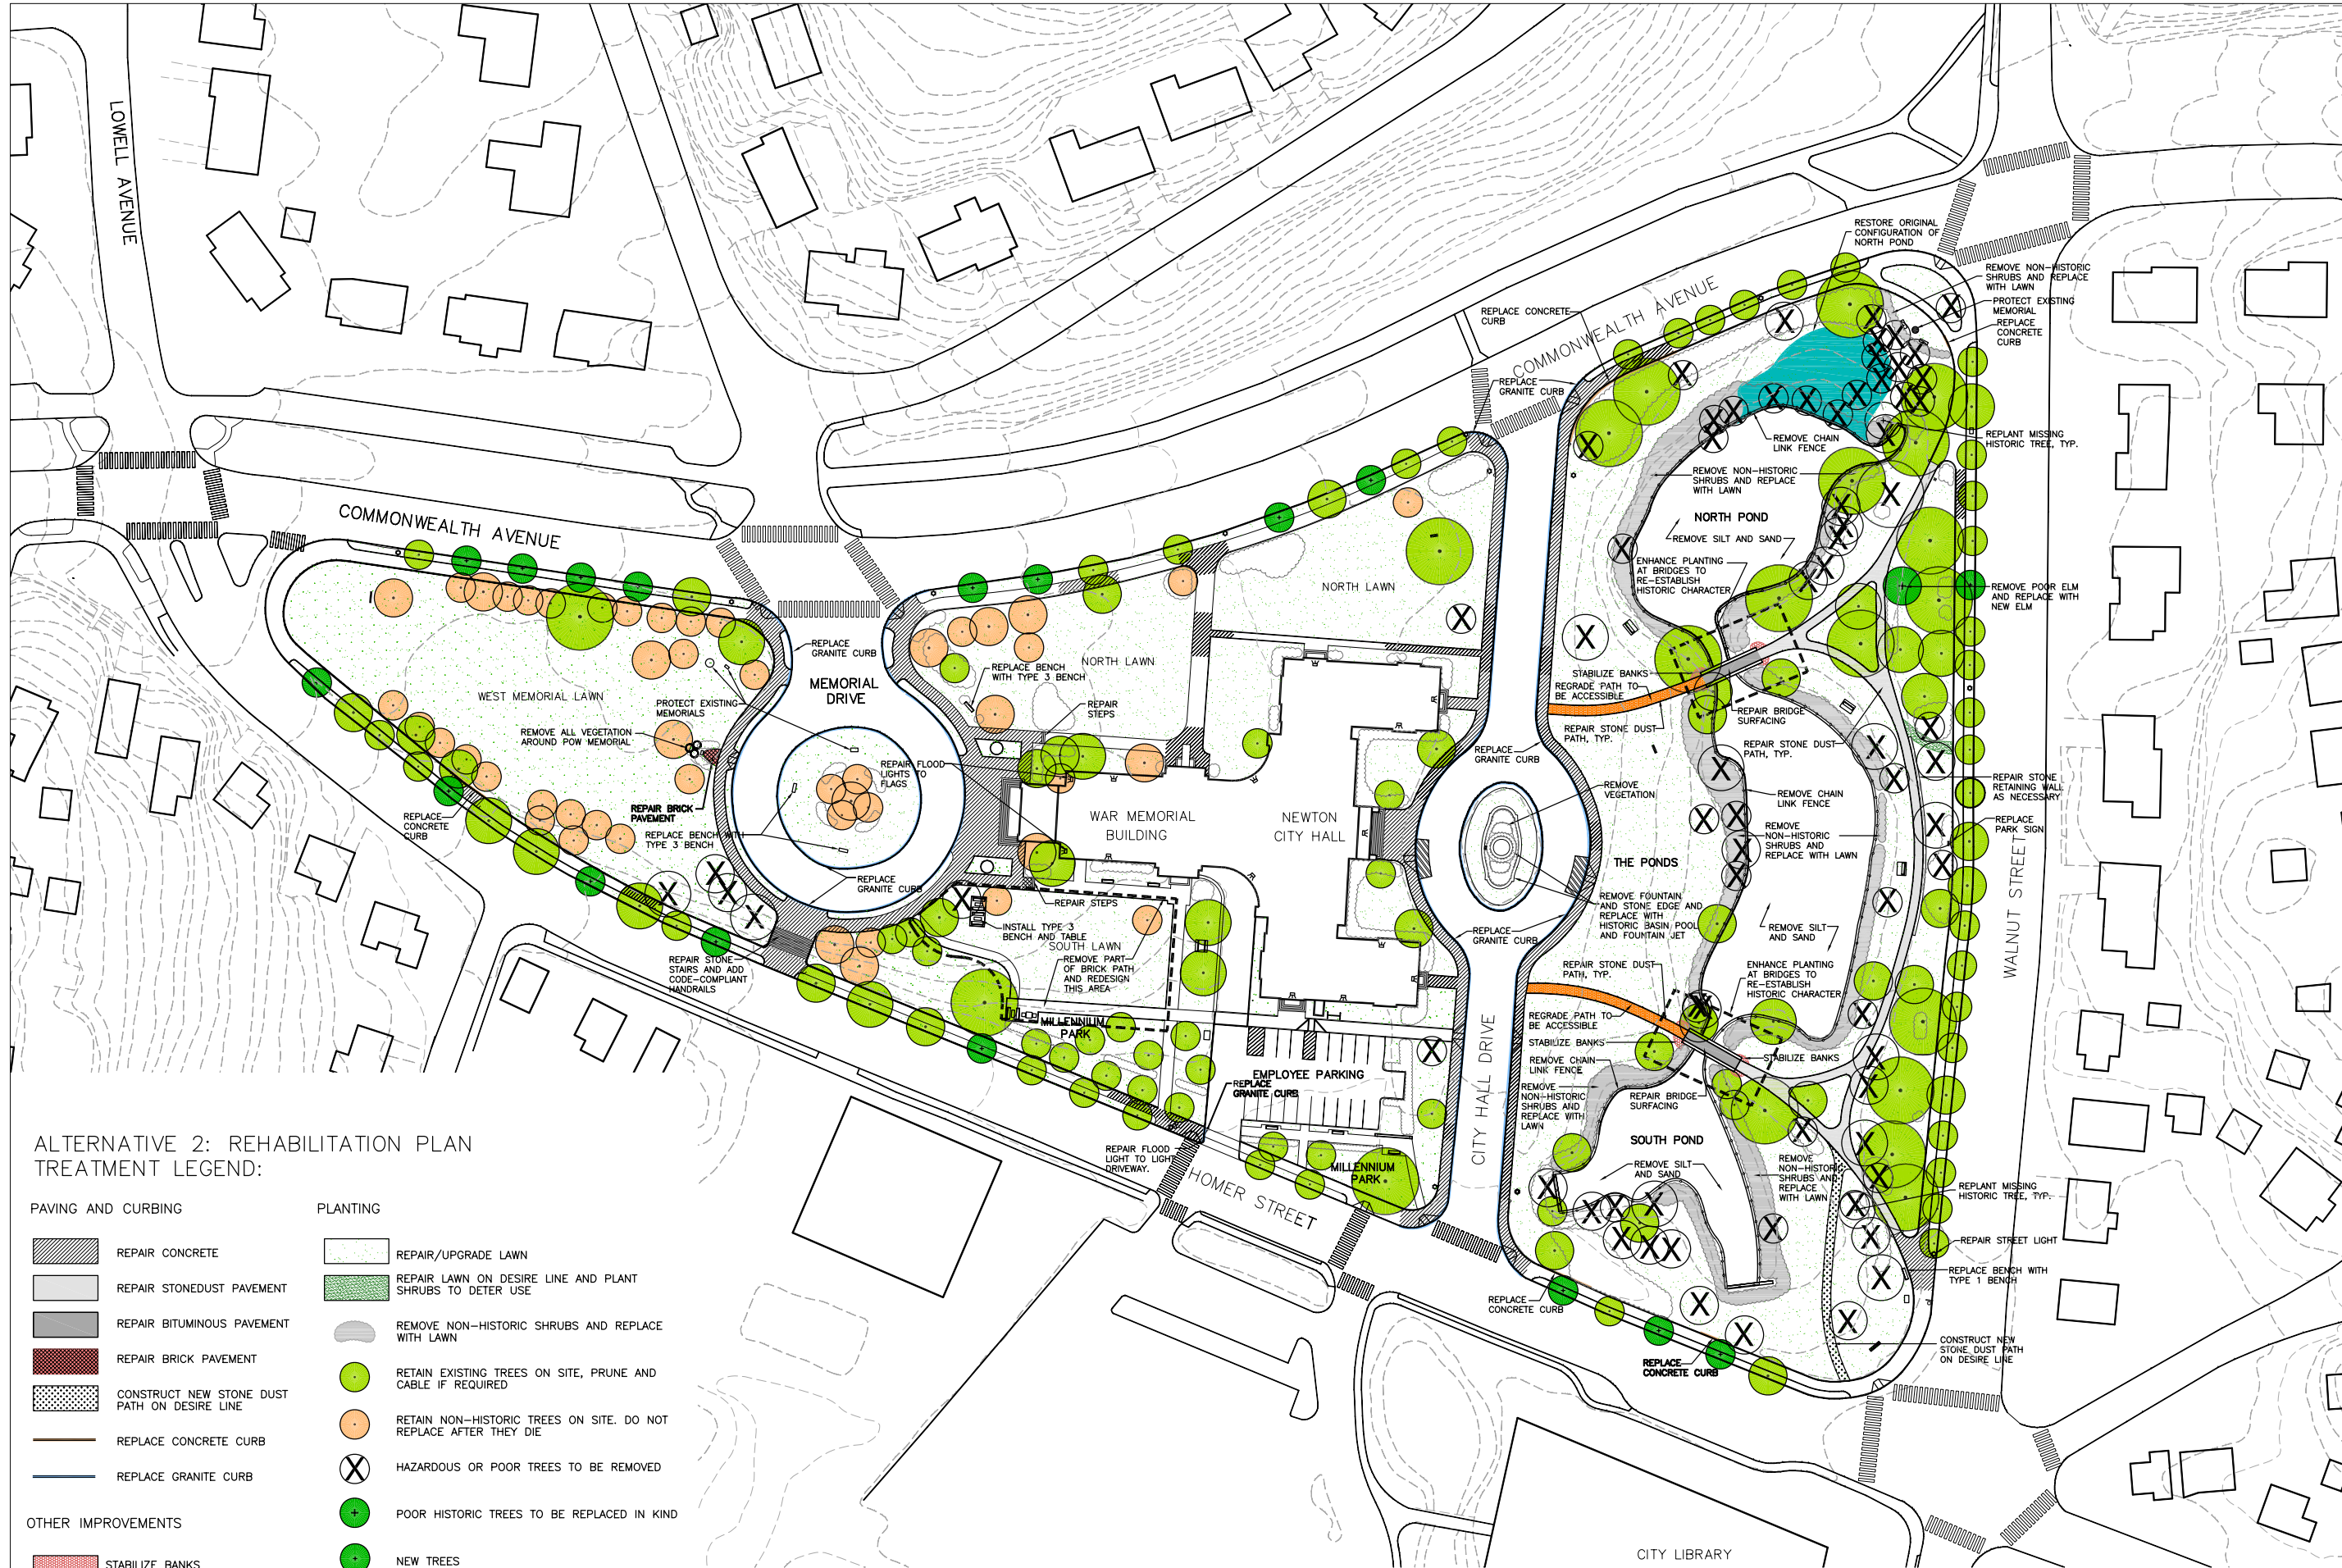 LOWELL AVENUE
COMMONWEALTH AVENUE
COMMONWEALTH AVENUE
RESTORE ORIGINAL
CONFIGURATION OF
NORTH POND
REMOVE NON-HISTORIC
SHRUBS AND REPLACE
WITH LAWN
PROTECT EXISTING
MEMORIAL
REPLACE
CONCRETE
CURB
REPLACE CONCRETE
CURB
REPLACE
GRANITE CURB
REMOVE CHAIN
LINK FENCE
REPLANT MISSING
HISTORIC TREE, TYP.
REMOVE NON-HISTORIC
SHRUBS AND REPLACE
WITH LAWN
NORTH POND
REMOVE SILT AND SAND
ENHANCE PLANTING
AT BRIDGES TO
RE-ESTABLISH
HISTORIC CHARACTER
REMOVE POOR ELM
AND REPLACE WITH
NEW ELM
NORTH LAWN
NORTH LAWN
REPLACE
GRANITE CURB
MEMORIAL
DRIVE
WEST MEMORIAL LAWN
PROTECT EXISTING
MEMORIALS
REMOVE ALL VEGETATION
AROUND POW MEMORIAL
REPLACE BENCH
WITH TYPE 3 BENCH
REPAIR
STEPS
REPAIR FLOOD
LIGHTS TO
FLAGS
REPAIR BRICK
PAVEMENT
REPLACE BENCH WITH
TYPE 3 BENCH
REPLACE
CONCRETE
CURB
REPLACE
GRANITE CURB
WAR MEMORIAL
BUILDING
NEWTON
CITY HALL
STABILIZE BANKS
REGRADE PATH TO
BE ACCESSIBLE
REPAIR STONE DUST
PATH, TYP.
REPAIR BRIDGE
SURFACING
REPAIR STONE DUST
PATH, TYP.
REPLACE
GRANITE CURB
REMOVE
VEGETATION
REMOVE CHAIN
LINK FENCE
REMOVE
NON-HISTORIC
SHRUBS AND
REPLACE WITH LAWN
THE PONDS
REPAIR STONE
RETAINING WALL
AS NECESSARY
REPLACE
PARK SIGN
WALNUT STREET
REMOVE FOUNTAIN
AND STONE EDGE AND
REPLACE WITH
HISTORIC BASIN POOL
AND FOUNTAIN JET
REMOVE SILT
AND SAND
REPLACE
GRANITE CURB
REPAIR STEPS
INSTALL TYPE 3
BENCH AND TABLE
SOUTH LAWN
REMOVE PART
OF BRICK PATH
AND REDESIGN
THIS AREA
REPAIR STONE
STAIRS AND ADD
CODE-COMPLIANT
HANDRAILS
MILLENNIUM
PARK
REPAIR STONE DUST
PATH, TYP.
ENHANCE PLANTING
AT BRIDGES TO
RE-ESTABLISH
HISTORIC CHARACTER
REGRADE PATH TO
BE ACCESSIBLE
STABILIZE BANKS
STABILIZE BANKS
REMOVE CHAIN
LINK FENCE
REMOVE
NON-HISTORIC
SHRUBS AND
REPLACE WITH
LAWN
REPAIR BRIDGE
SURFACING
CITY HALL DRIVE
EMPLOYEE PARKING
REPLACE
GRANITE CURB
REPAIR FLOOD
LIGHT TO LIGHT
DRIVEWAY.
HOMER STREET
MILLENNIUM
PARK
SOUTH POND
REMOVE SILT
AND SAND
REMOVE
NON-HISTORIC
SHRUBS AND
REPLACE
WITH LAWN
REPLANT MISSING
HISTORIC TREE, TYP.
REPAIR STREET LIGHT
REPLACE BENCH WITH
TYPE 1 BENCH
REPLACE
CONCRETE CURB
REPLACE
CONCRETE CURB
CONSTRUCT NEW
STONE DUST PATH
ON DESIRE LINE
CITY LIBRARY
ALTERNATIVE 2: REHABILITATION PLAN
TREATMENT LEGEND:
PAVING AND CURBING
REPAIR CONCRETE
REPAIR STONEDUST PAVEMENT
REPAIR BITUMINOUS PAVEMENT
REPAIR BRICK PAVEMENT
CONSTRUCT NEW STONE DUST
PATH ON DESIRE LINE
REPLACE CONCRETE CURB
REPLACE GRANITE CURB
OTHER IMPROVEMENTS
STABILIZE BANKS
PLANTING
REPAIR/UPGRADE LAWN
REPAIR LAWN ON DESIRE LINE AND PLANT
SHRUBS TO DETER USE
REMOVE NON-HISTORIC SHRUBS AND REPLACE
WITH LAWN
RETAIN EXISTING TREES ON SITE, PRUNE AND
CABLE IF REQUIRED
RETAIN NON-HISTORIC TREES ON SITE. DO NOT
REPLACE AFTER THEY DIE
HAZARDOUS OR POOR TREES TO BE REMOVED
POOR HISTORIC TREES TO BE REPLACED IN KIND
NEW TREES